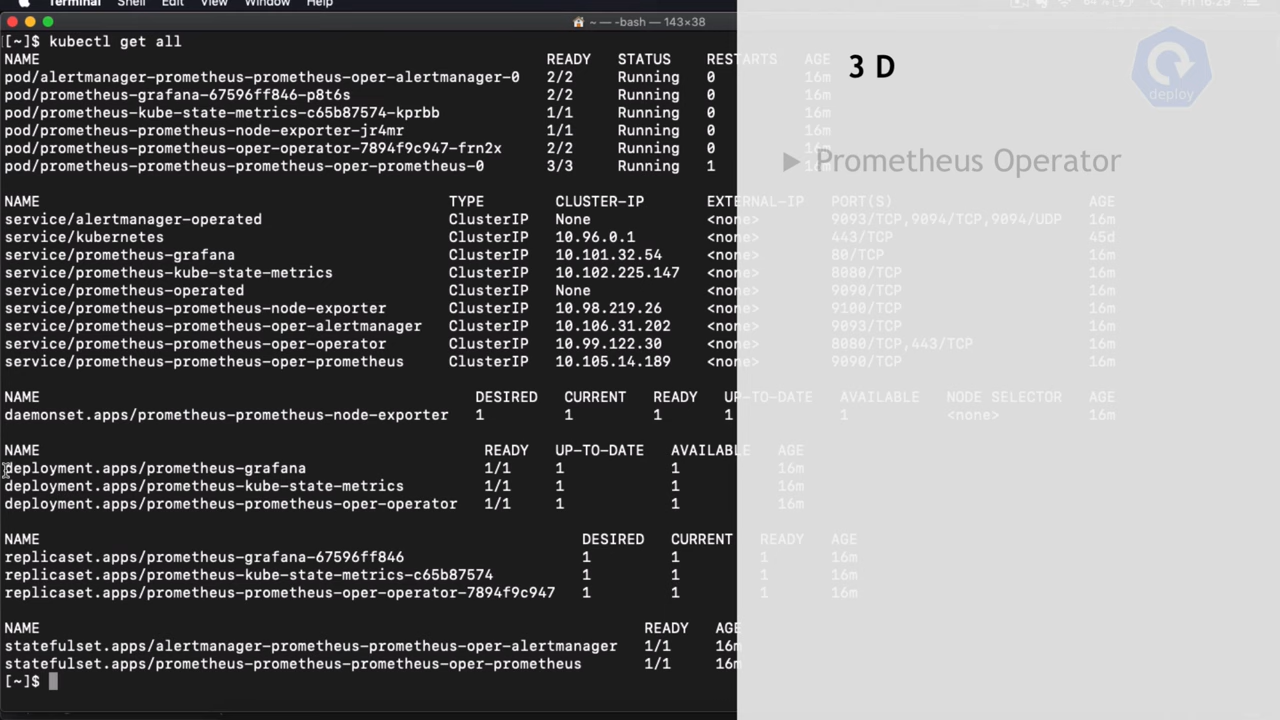 Terminal Shell Edit View Window Help 64% Fri 16:29
~ — -bash — 143×38
[~]$ kubectl get all
NAME READY STATUS RESTARTS AGE
pod/alertmanager-prometheus-prometheus-oper-alertmanager-0 2/2 Running 0 16m
pod/prometheus-grafana-67596ff846-p8t6s 2/2 Running 0 16m
pod/prometheus-kube-state-metrics-c65b87574-kprbb 1/1 Running 0 16m
pod/prometheus-prometheus-node-exporter-jr4mr 1/1 Running 0 16m
pod/prometheus-prometheus-oper-operator-7894f9c947-frn2x 2/2 Running 0 16m
pod/prometheus-prometheus-prometheus-oper-prometheus-0 3/3 Running 1 16m
NAME TYPE CLUSTER-IP EXTERNAL-IP PORT(S) AGE
service/alertmanager-operated ClusterIP None <none> 9093/TCP,9094/TCP,9094/UDP 16m
service/kubernetes ClusterIP 10.96.0.1 <none> 443/TCP 45d
service/prometheus-grafana ClusterIP 10.101.32.54 <none> 80/TCP 16m
service/prometheus-kube-state-metrics ClusterIP 10.102.225.147 <none> 8080/TCP 16m
service/prometheus-operated ClusterIP None <none> 9090/TCP 16m
service/prometheus-prometheus-node-exporter ClusterIP 10.98.219.26 <none> 9100/TCP 16m
service/prometheus-prometheus-oper-alertmanager ClusterIP 10.106.31.202 <none> 9093/TCP 16m
service/prometheus-prometheus-oper-operator ClusterIP 10.99.122.30 <none> 8080/TCP,443/TCP 16m
service/prometheus-prometheus-oper-prometheus ClusterIP 10.105.14.189 <none> 9090/TCP 16m
NAME DESIRED CURRENT READY UP-TO-DATE AVAILABLE NODE SELECTOR AGE
daemonset.apps/prometheus-prometheus-node-exporter 1 1 1 1 1 <none> 16m
NAME READY UP-TO-DATE AVAILABLE AGE
deployment.apps/prometheus-grafana 1/1 1 1 16m
deployment.apps/prometheus-kube-state-metrics 1/1 1 1 16m
deployment.apps/prometheus-prometheus-oper-operator 1/1 1 1 16m
NAME DESIRED CURRENT READY AGE
replicaset.apps/prometheus-grafana-67596ff846 1 1 1 16m
replicaset.apps/prometheus-kube-state-metrics-c65b87574 1 1 1 16m
replicaset.apps/prometheus-prometheus-oper-operator-7894f9c947 1 1 1 16m
NAME READY AGE
statefulset.apps/alertmanager-prometheus-prometheus-oper-alertmanager 1/1 16m
statefulset.apps/prometheus-prometheus-prometheus-oper-prometheus 1/1 16m
[~]$
3 D
deploy
Prometheus Operator